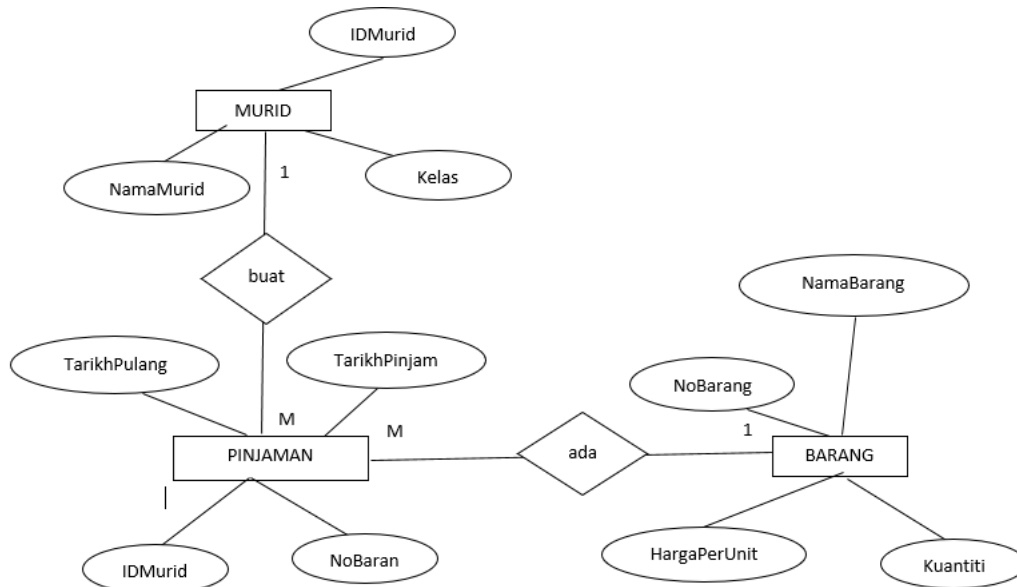 IDMurid
MURID
NamaMurid
1
Kelas
buat
NamaBarang
TarikhPulang
TarikhPinjam
NoBarang
M
M
1
PINJAMAN
ada
BARANG
IDMurid
NoBaran
HargaPerUnit
Kuantiti